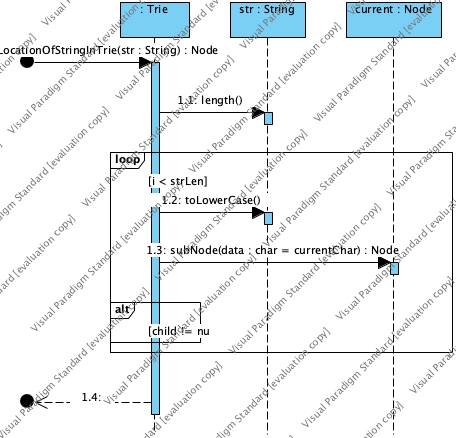 : Trie
str : String
current : Node
LocationOfStringInTrie(str : String) : Node
1.1: length()
loop
[i < strLen]
1.2: toLowerCase()
1.3: subNode(data : char = currentChar) : Node
alt
[child != nu
1.4:
Visual Paradigm Standard [evaluation copy]